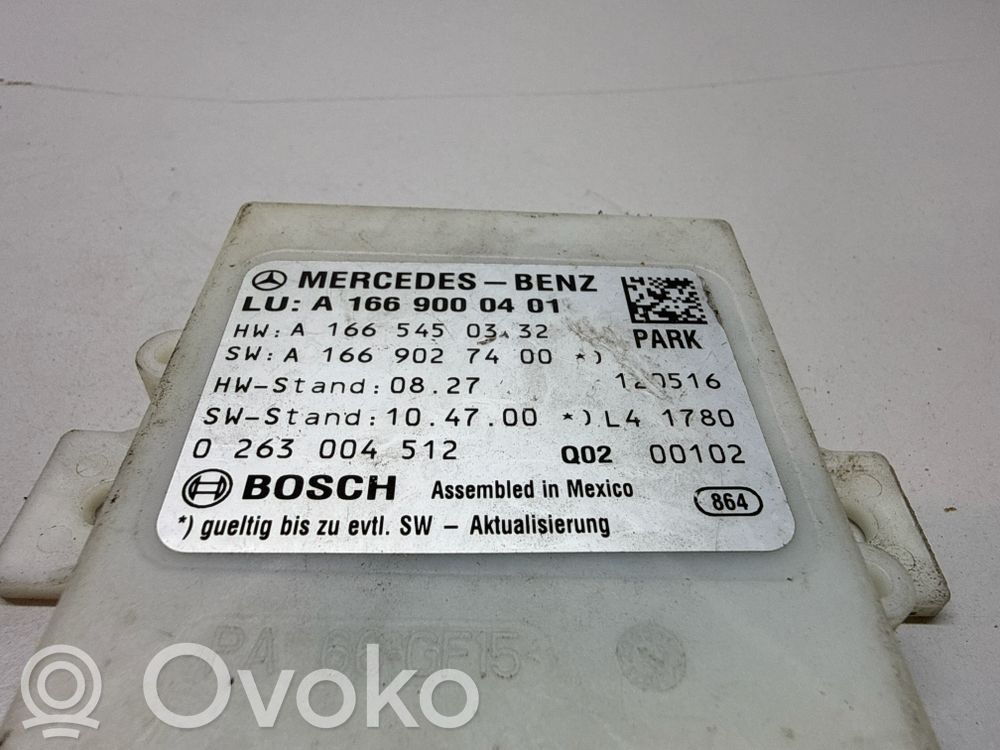 MERCEDES-BENZ
LU: A 166 900 04 01
HW: A 166 545 03 32
PARK
SW: A 166 902 74 00 *)
HW-Stand: 08.27 120516
SW-Stand: 10.47.00 *) L4 1780
0 263 004 512 Q02 00102
BOSCH Assembled in Mexico 864
*) gueltig bis zu evtl. SW - Aktualisierung
Ovoko